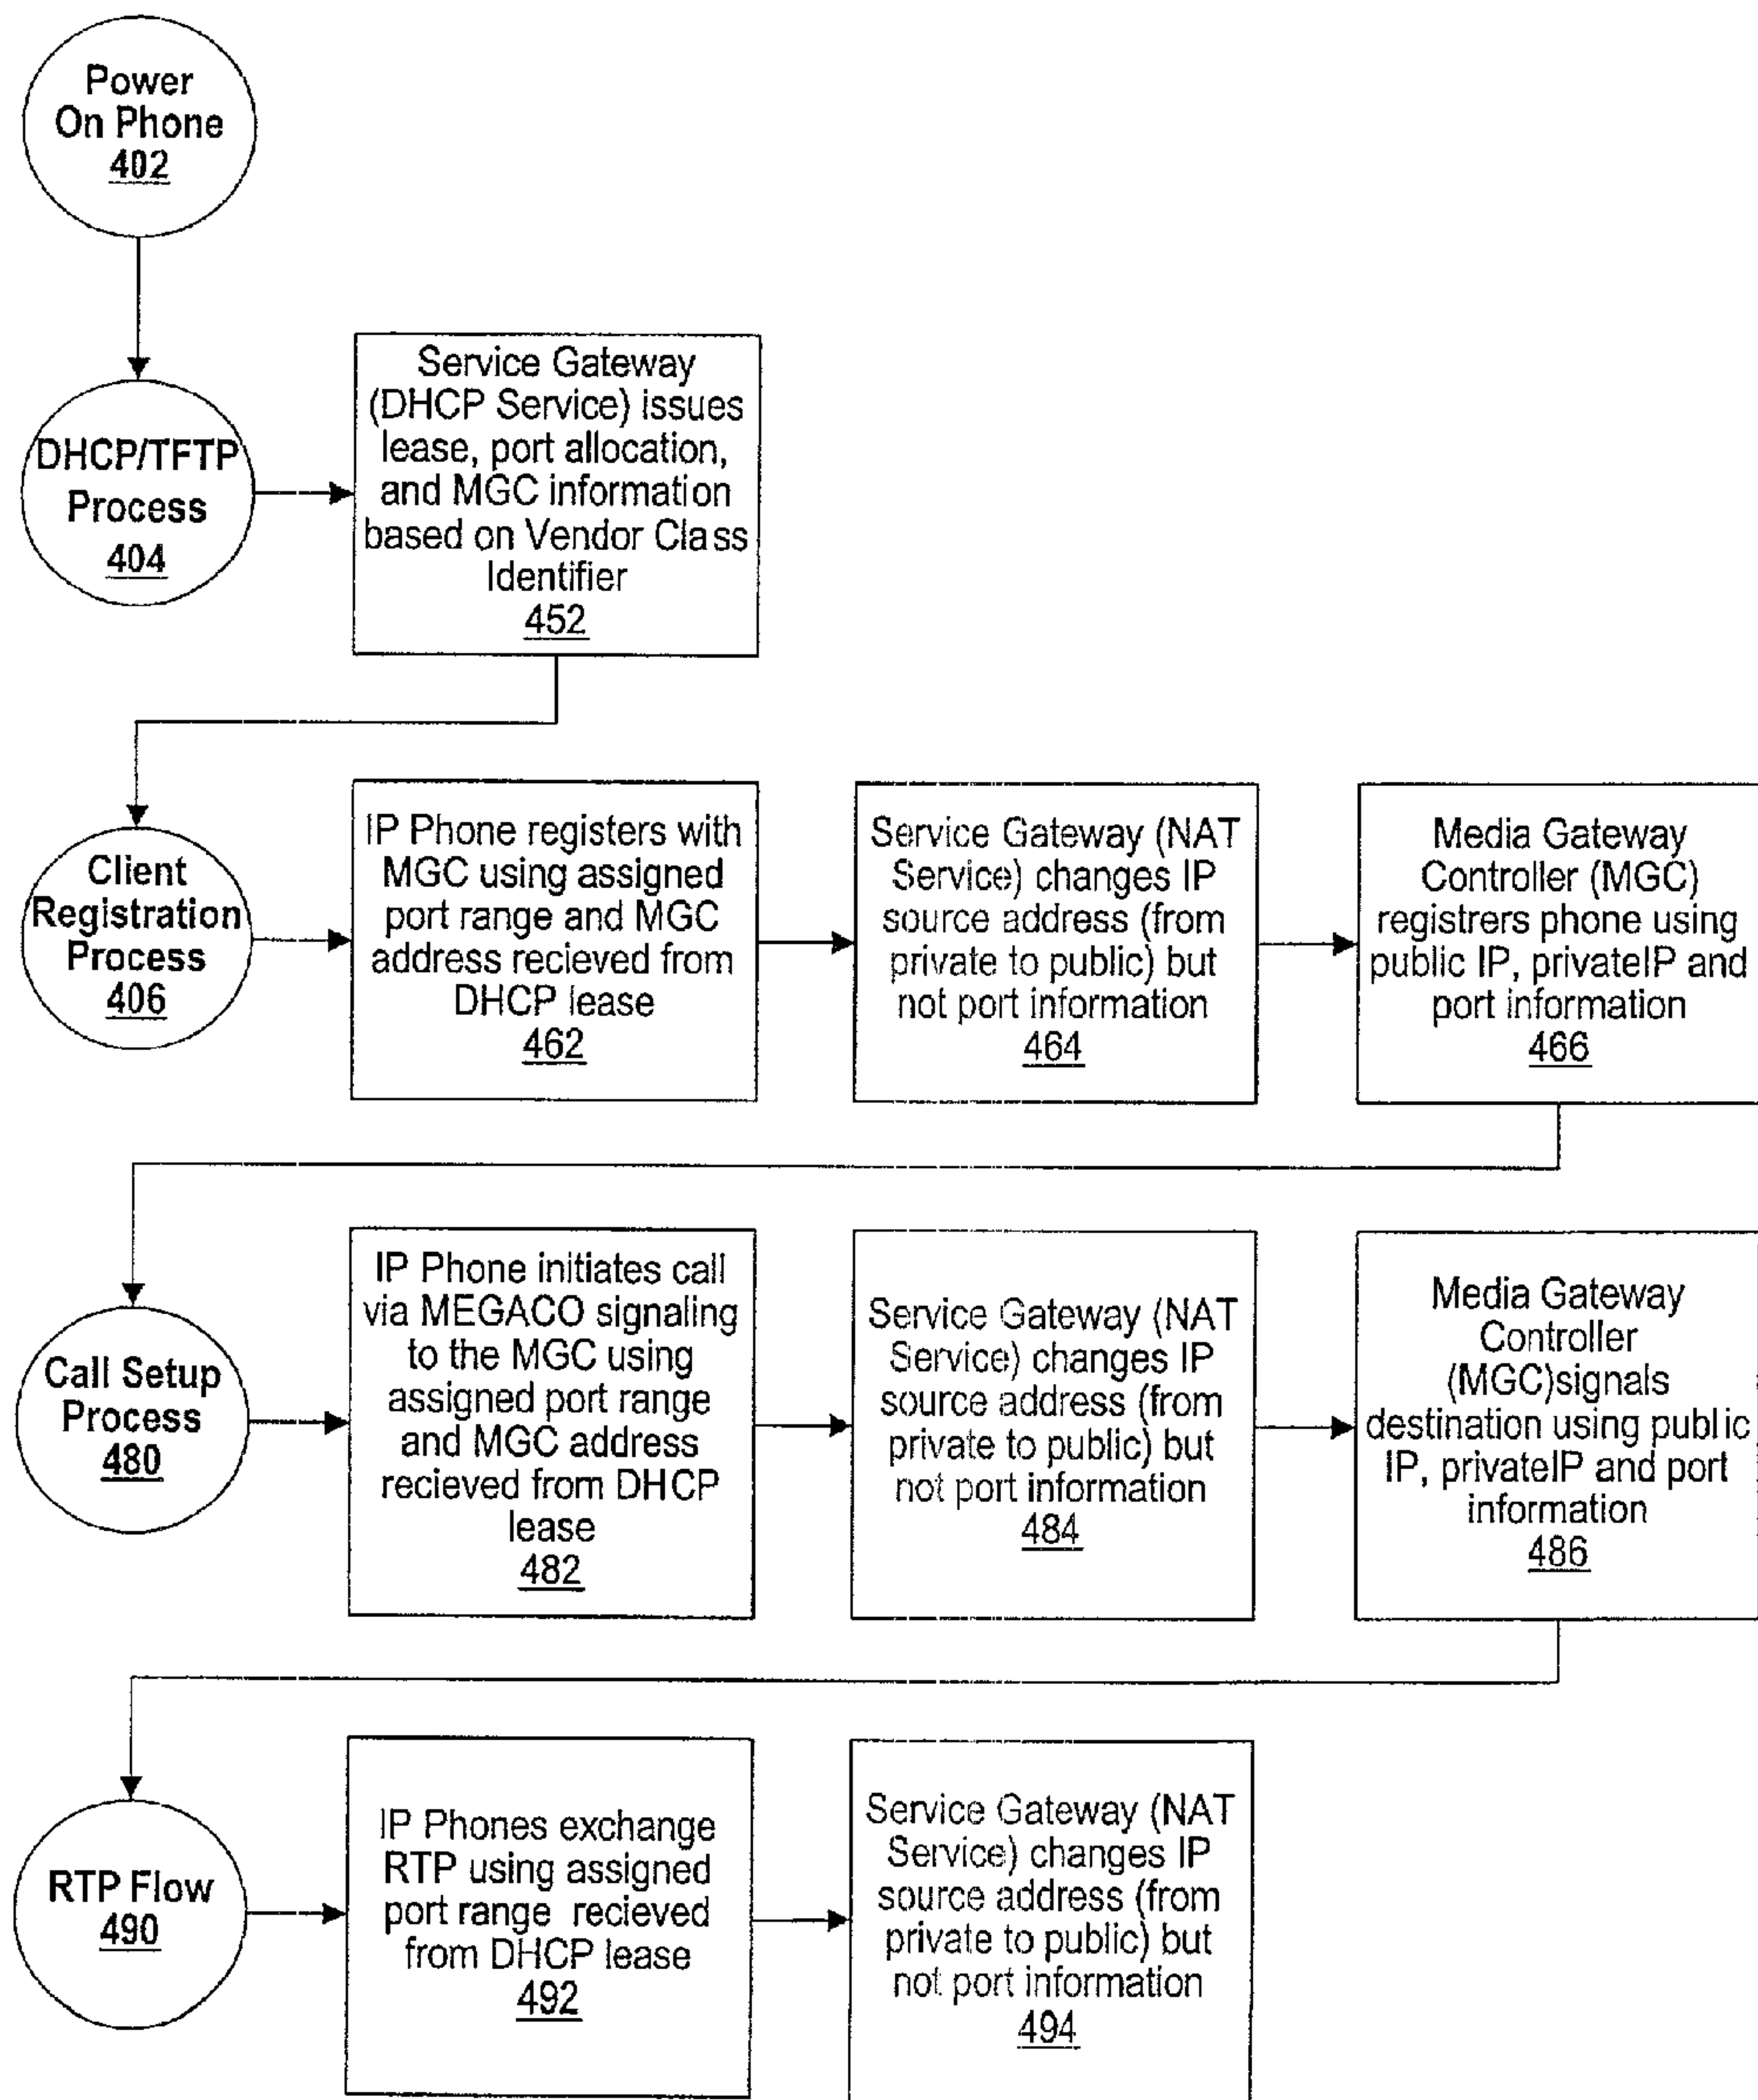 Power
On Phone
402
DHCP/TFTP
Process
404
Service Gateway
(DHCP Service) issues
lease, port allocation,
and MGC information
based on Vendor Class
Identifier
452
Client
Registration
Process
406
IP Phone registers with
MGC using assigned
port range and MGC
address recieved from
DHCP lease
462
Service Gateway (NAT
Service) changes IP
source address (from
private to public) but
not port information
464
Media Gateway
Controller (MGC)
registrers phone using
public IP, privateIP and
port information
466
Call Setup
Process
480
IP Phone initiates call
via MEGACO signaling
to the MGC using
assigned port range
and MGC address
recieved from DHCP
lease
482
Service Gateway (NAT
Service) changes IP
source address (from
private to public) but
not port information
484
Media Gateway
Controller
(MGC)signals
destination using public
IP, privateIP and port
information
486
RTP Flow
490
IP Phones exchange
RTP using assigned
port range recieved
from DHCP lease
492
Service Gateway (NAT
Service) changes IP
source address (from
private to public) but
not port information
494